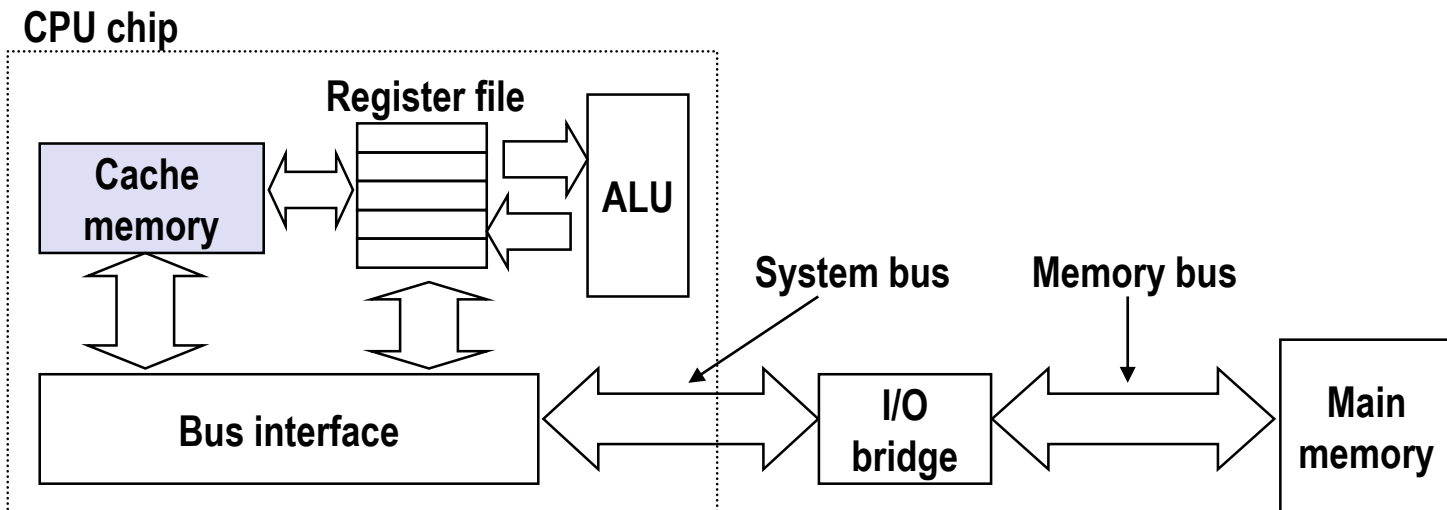 CPU chip
Register file
Cache
memory
ALU
System bus
Memory bus
Bus interface
I/O
bridge
Main
memory